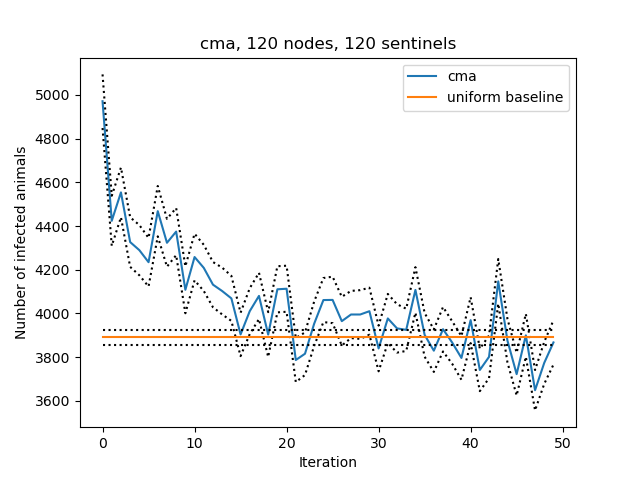 cma, 120 nodes, 120 sentinels
cma
uniform baseline
Number of infected animals
5000
4800
4600
4400
4200
4000
3800
3600
0 10 20 30 40 50
Iteration